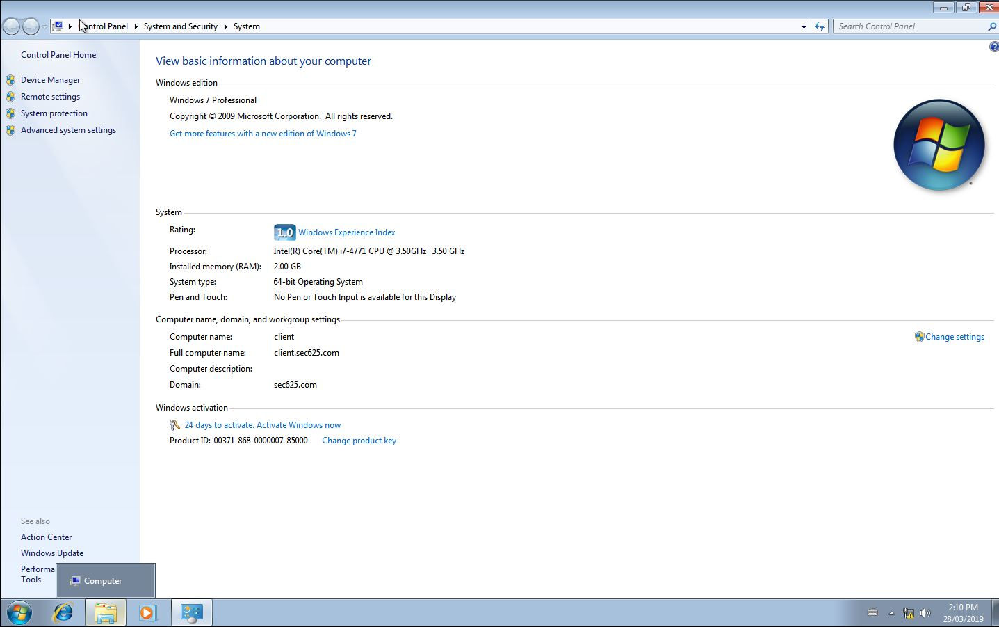 Control Panel ▸ System and Security ▸ System
Search Control Panel
Control Panel Home
Device Manager
Remote settings
System protection
Advanced system settings
View basic information about your computer
Windows edition
Windows 7 Professional
Copyright © 2009 Microsoft Corporation. All rights reserved.
Get more features with a new edition of Windows 7
System
Rating:
1.0 Windows Experience Index
Processor: Intel(R) Core(TM) i7-4771 CPU @ 3.50GHz 3.50 GHz
Installed memory (RAM): 2.00 GB
System type: 64-bit Operating System
Pen and Touch: No Pen or Touch Input is available for this Display
Computer name, domain, and workgroup settings
Computer name: client
Change settings
Full computer name: client.sec625.com
Computer description:
Domain: sec625.com
Windows activation
24 days to activate. Activate Windows now
Product ID: 00371-868-0000007-85000 Change product key
See also
Action Center
Windows Update
Performa
Tools
Computer
2:10 PM
28/03/2019